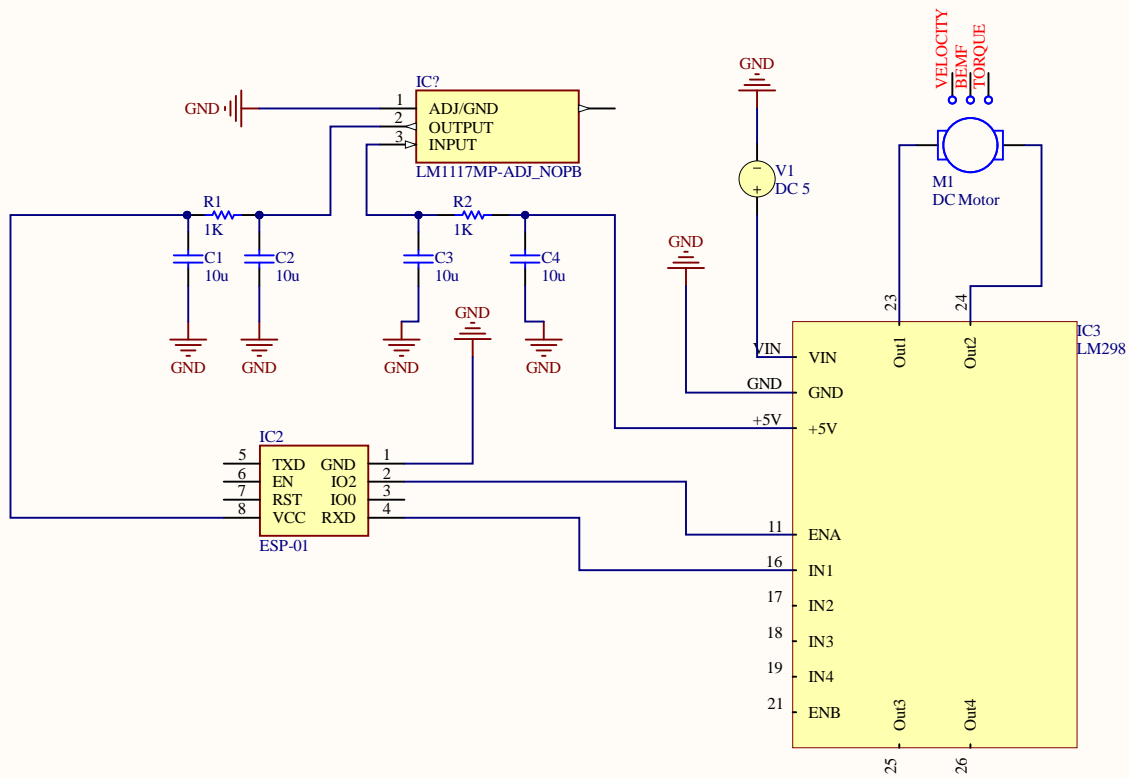 VELOCITY
BEMF
TORQUE
GND
IC?
GND
1
ADJ/GND
2
OUTPUT
3
INPUT
LM1117MP-ADJ_NOPB
V1
DC 5
M1
DC Motor
R1
1K
R2
1K
C1
10u
C2
10u
C3
10u
C4
10u
GND
GND
GND
GND
GND
GND
23
24
IC3
LM298
Out1
Out2
VIN
VIN
GND
GND
+5V
+5V
IC2
5
TXD
GND
1
6
EN
IO2
2
7
RST
IO0
3
8
VCC
RXD
4
ESP-01
11
ENA
16
IN1
17
IN2
18
IN3
19
IN4
21
ENB
Out3
Out4
25
26